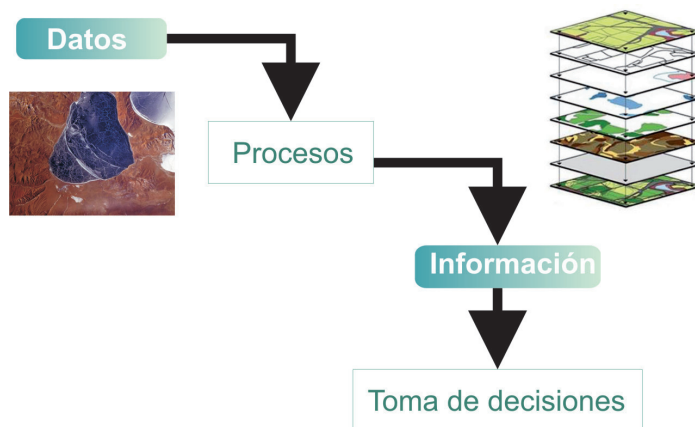 Datos
Procesos
Información
Toma de decisiones